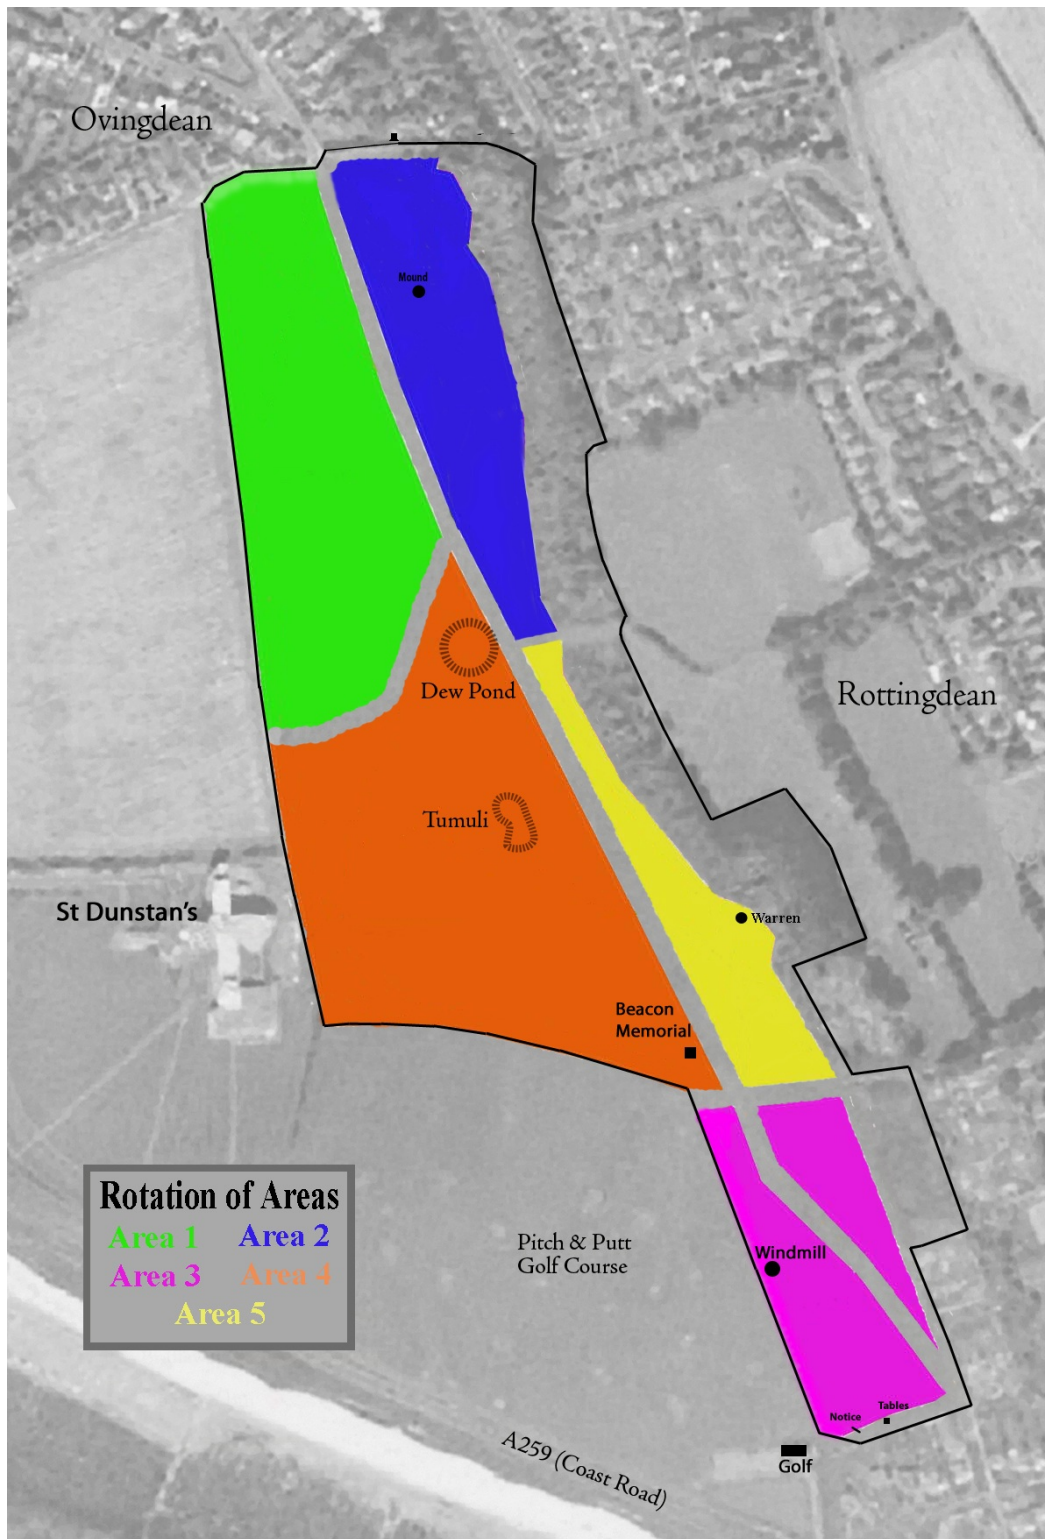 Ovingdean
Mound
Dew Pond
Rottingdean
Tumuli
St Dunstan's
Warren
Beacon
Memorial
Rotation of Areas
Area 1 Area 2
Area 3 Area 4
Area 5
Pitch & Putt
Golf Course
Windmill
Tables
Notice
Golf
A259 (Coast Road)